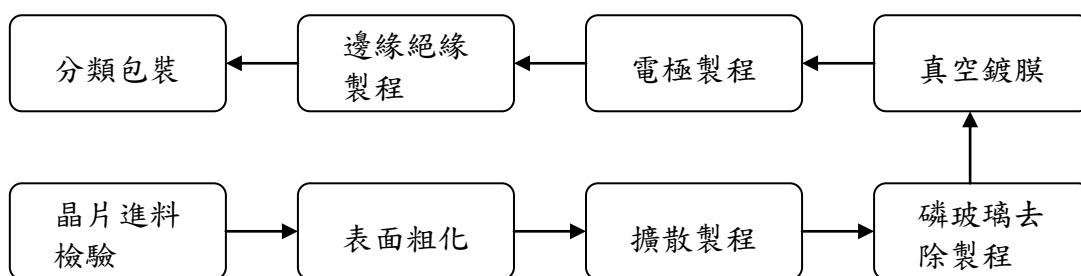 分類包裝
邊緣絕緣
製程
電極製程
真空鍍膜
晶片進料
檢驗
表面粗化
擴散製程
磷玻璃去
除製程